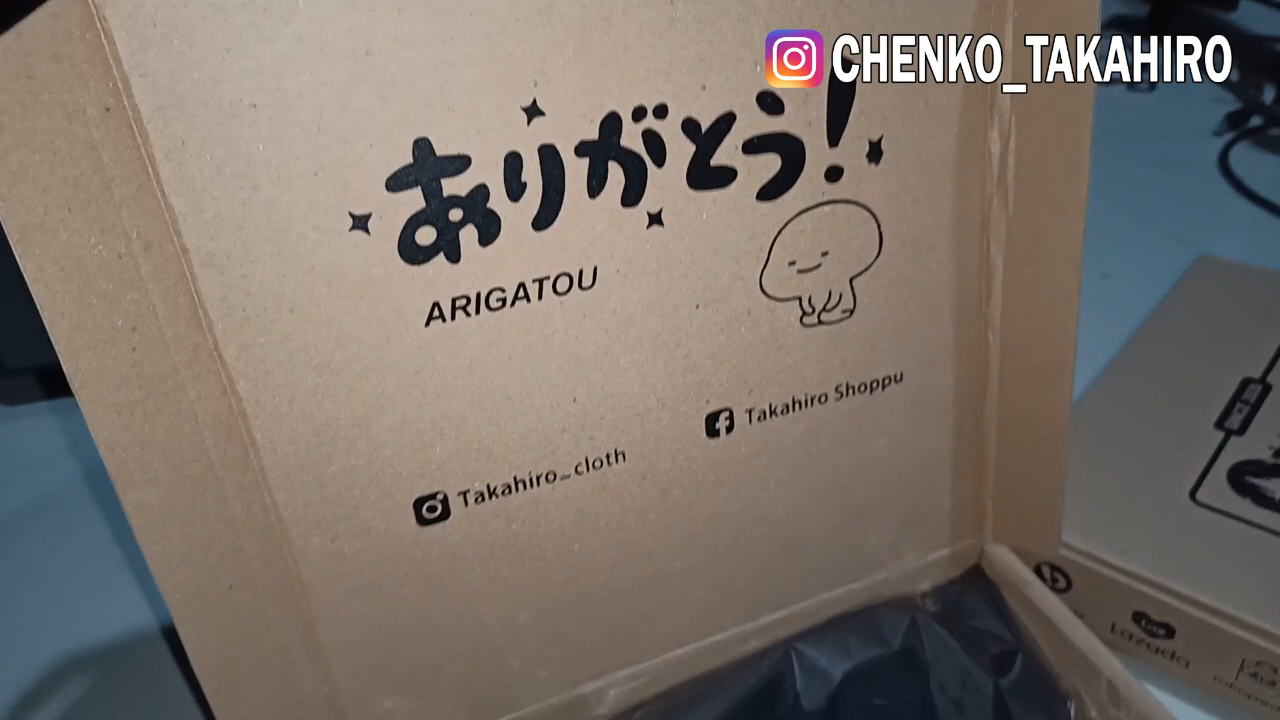 CHENKO_TAKAHIRO
ありがとう!
ARIGATOU
Takahiro Shoppu
Takahiro_cloth
Lazada